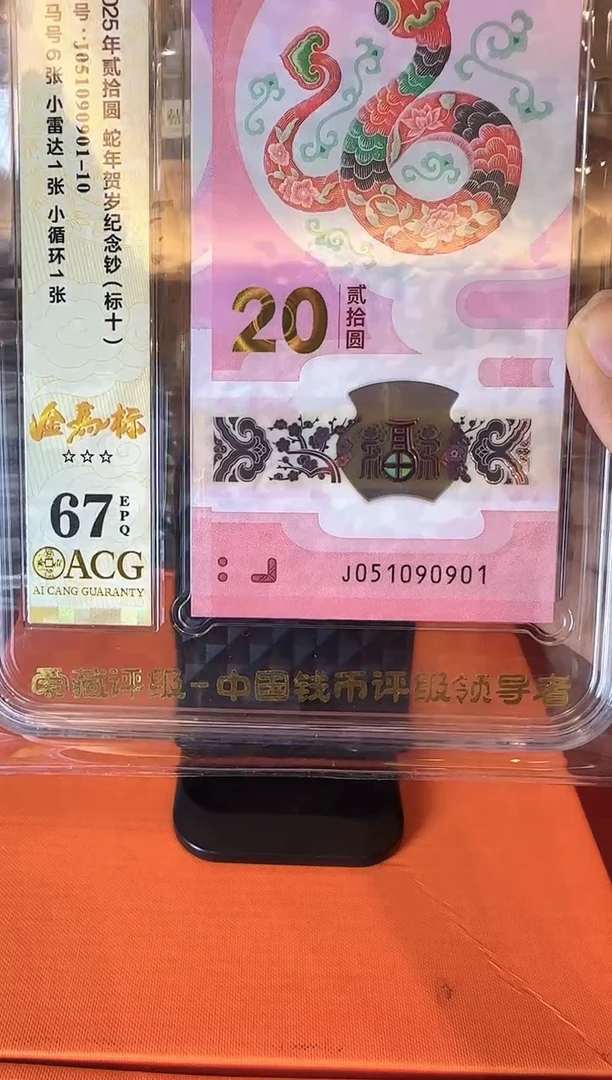 025年贰拾圆 蛇年贺岁纪念钞(标十)
号:J051090901-10
马号6张 小雷达1张 小循环1张
金嘉标
☆☆☆
67 EPQ
ACG
AI CANG GUARANTY
20 贰拾圆
福
J051090901
爱藏评级-中国钱币评级领导者